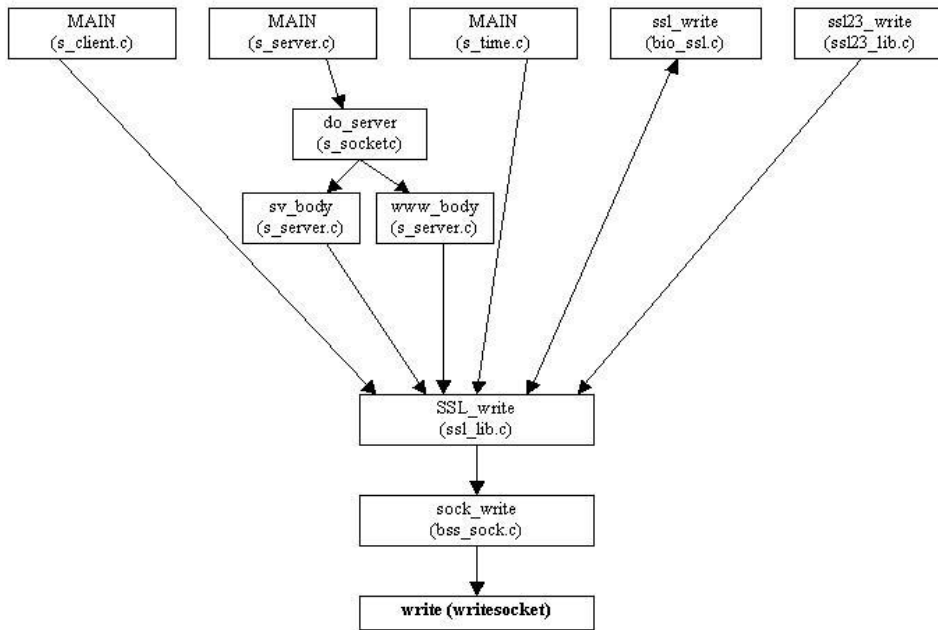 MAIN
(s_client.c)
MAIN
(s_server.c)
MAIN
(s_time.c)
ssl_write
(bio_ssl.c)
ssl23_write
(ssl23_lib.c)
do_server
(s_socketc)
sv_body
(s_server.c)
www_body
(s_server.c)
SSL_write
(ssl_lib.c)
sock_write
(bss_sock.c)
write (writesocket)